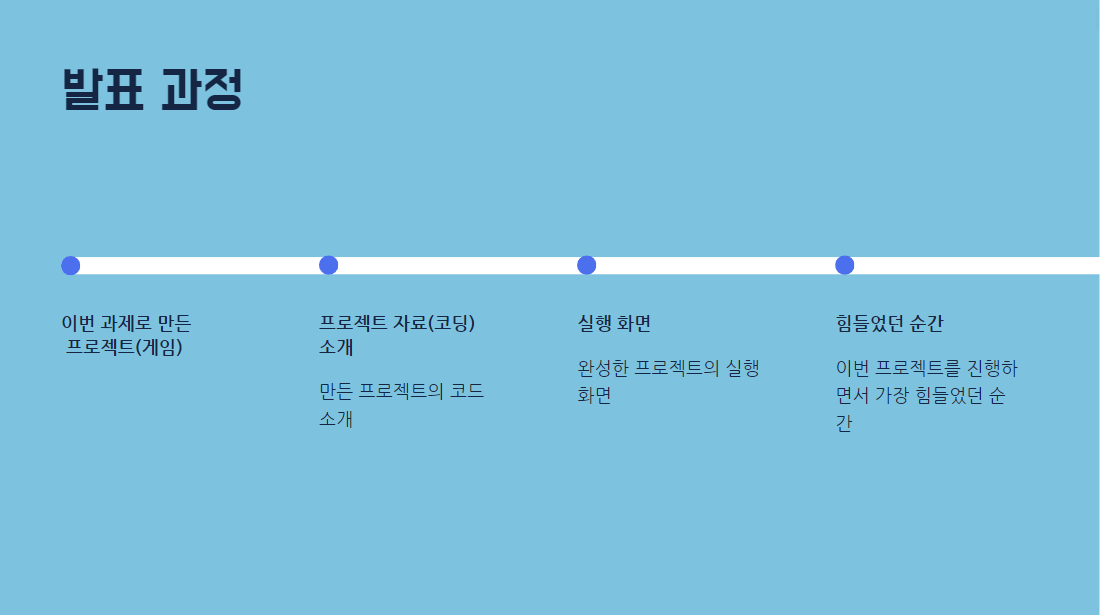 발표 과정
이번 과제로 만든
프로젝트(게임)
프로젝트 자료(코딩)
소개
만든 프로젝트의 코드
소개
실행 화면
완성한 프로젝트의 실행
화면
힘들었던 순간
이번 프로젝트를 진행하
면서 가장 힘들었던 순
간